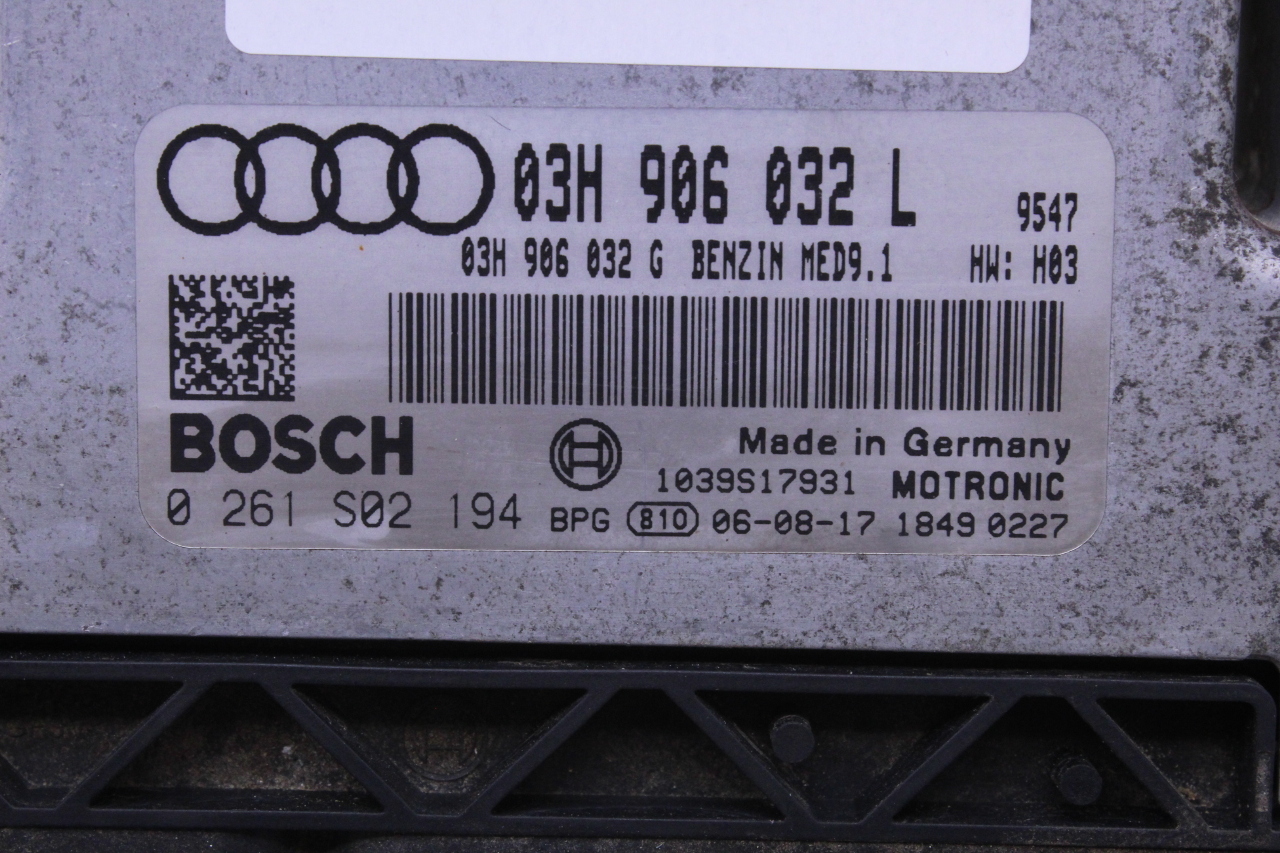 03H 906 032 L 9547
03H 906 032 G BENZIN MED9.1 HW: H03
BOSCH
Made in Germany
1039S17931 MOTRONIC
0 261 S02 194 BPG 810 06-08-17 1849 0227